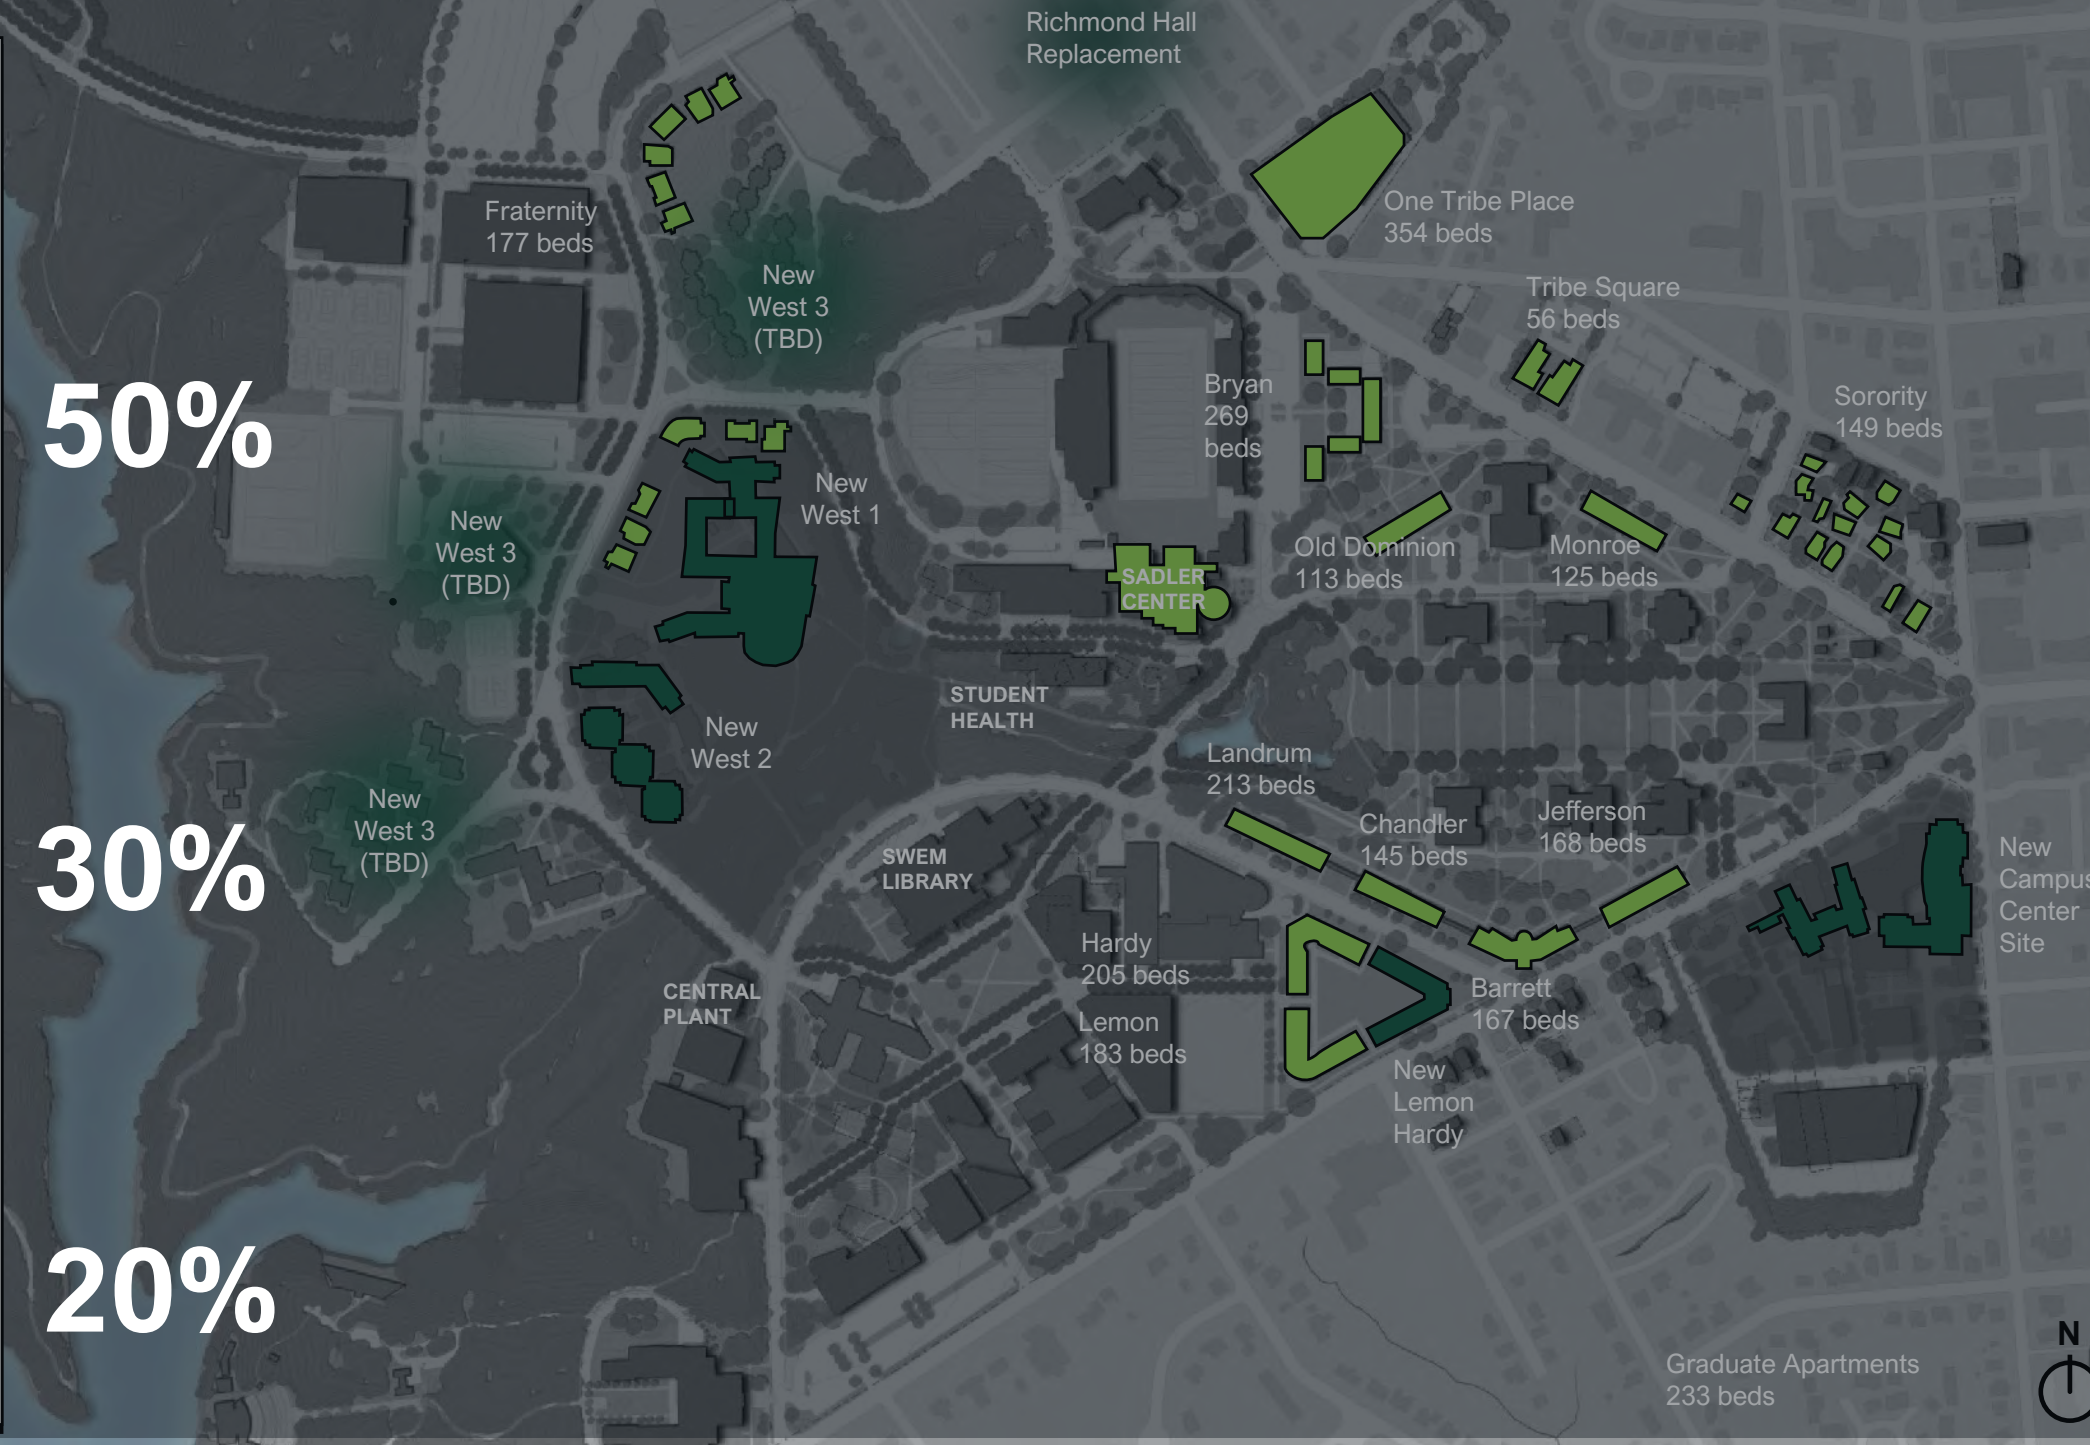 Richmond Hall
Replacement
One Tribe Place
354 beds
Fraternity
177 beds
New
West 3
(TBD)
Tribe Square
56 beds
Bryan
269
beds
Sorority
149 beds
50%
New
West 1
New
West 3
(TBD)
Old Dominion
113 beds
Monroe
125 beds
SADLER
CENTER
STUDENT
HEALTH
New
West 2
Landrum
213 beds
New
West 3
(TBD)
Chandler
145 beds
Jefferson
168 beds
30%
SWEM
LIBRARY
New
Campus
Center
Site
Hardy
205 beds
CENTRAL
PLANT
Barrett
167 beds
Lemon
183 beds
New
Lemon
Hardy
20%
N
Graduate Apartments
233 beds